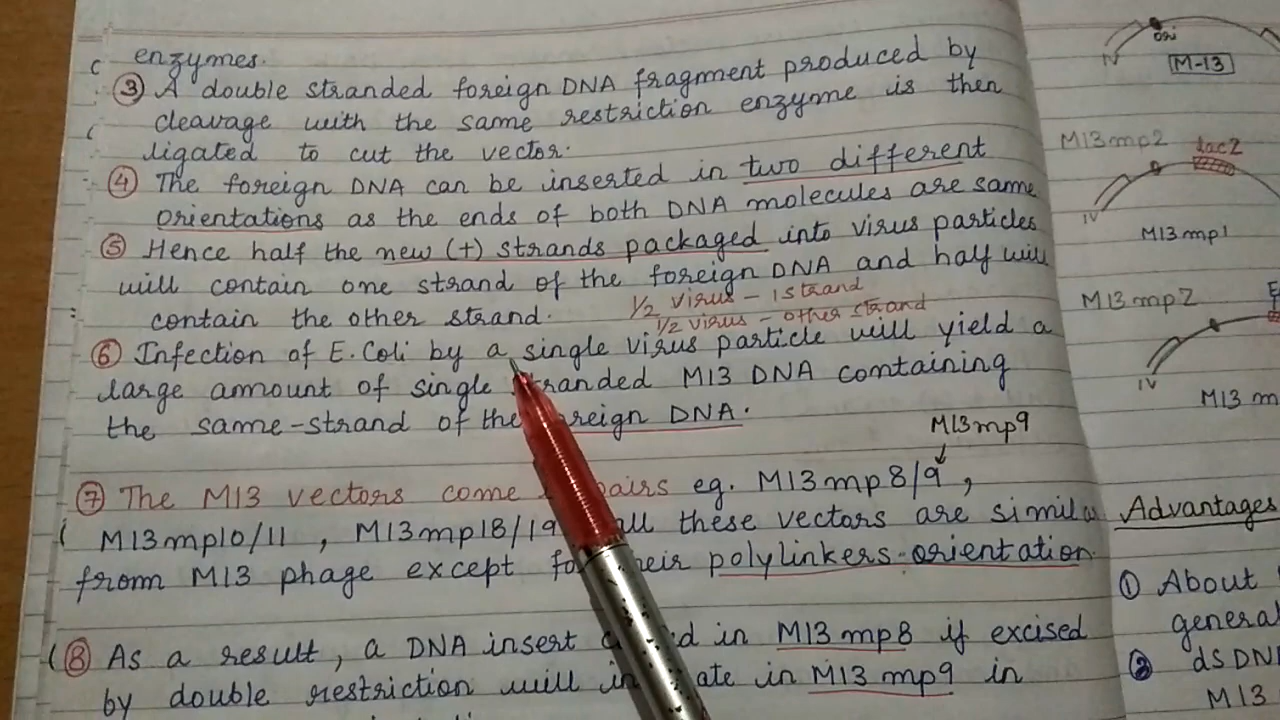 enzymes.
③ A double stranded foreign DNA fragment produced by
cleavage with the same restriction enzyme is then
ligated to cut the vector.
④ The foreign DNA can be inserted in two different
orientations as the ends of both DNA molecules are same
⑤ Hence half the new (+) strands packaged into virus particles
will contain one strand of the foreign DNA and half will
contain the other strand.
1/2 virus - 1 strand
1/2 virus - other strand
⑥ Infection of E. Coli by a single virus particle will yield a
large amount of single tranded M13 DNA containing
the same-strand of the reign DNA.
M13mp9
⑦ The M13 vectors come pairs eg. M13mp8/9,
M13mp10/11, M13mp18/19 all these vectors are similar
from M13 phage except their polylinkers-orientation.
⑧ As a result, a DNA insert in M13mp8 if excised
by double restriction will in M13mp9 in
ori
IV
M-13
M13mp2
lacZ
IV
M13mp1
M13mp7
IV
M13 m
Advantages
① About
general
② dsDN
M13